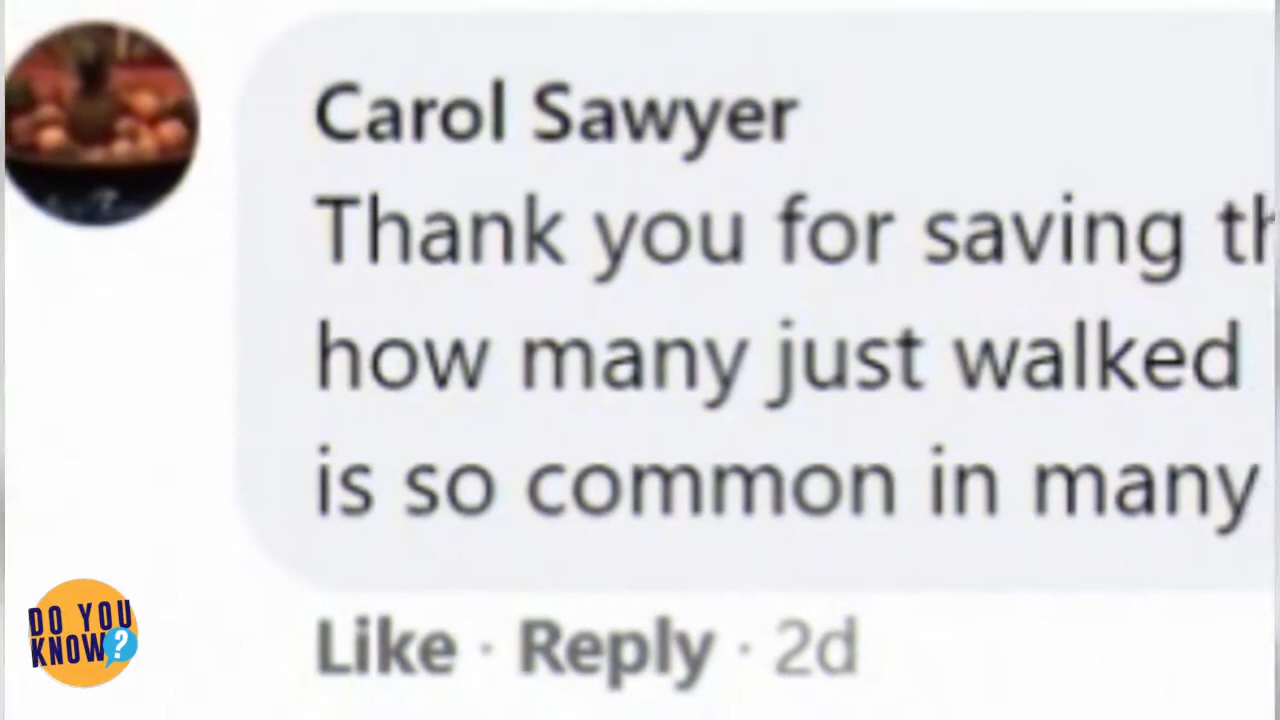 Carol Sawyer
Thank you for saving th
how many just walked
is so common in many
Like · Reply · 2d
DO YOU
KNOW?